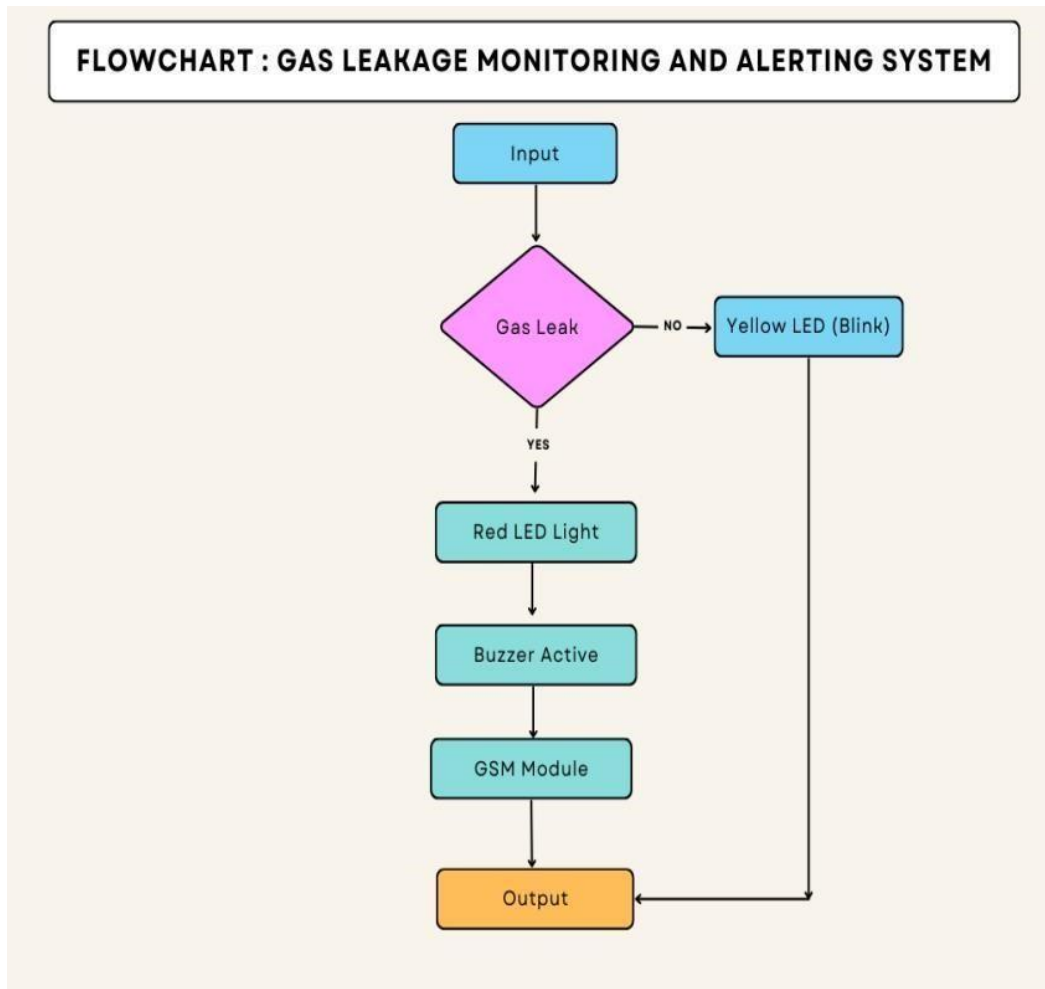 FLOWCHART : GAS LEAKAGE MONITORING AND ALERTING SYSTEM
Input
Gas Leak
NO
Yellow LED (Blink)
YES
Red LED Light
Buzzer Active
GSM Module
Output